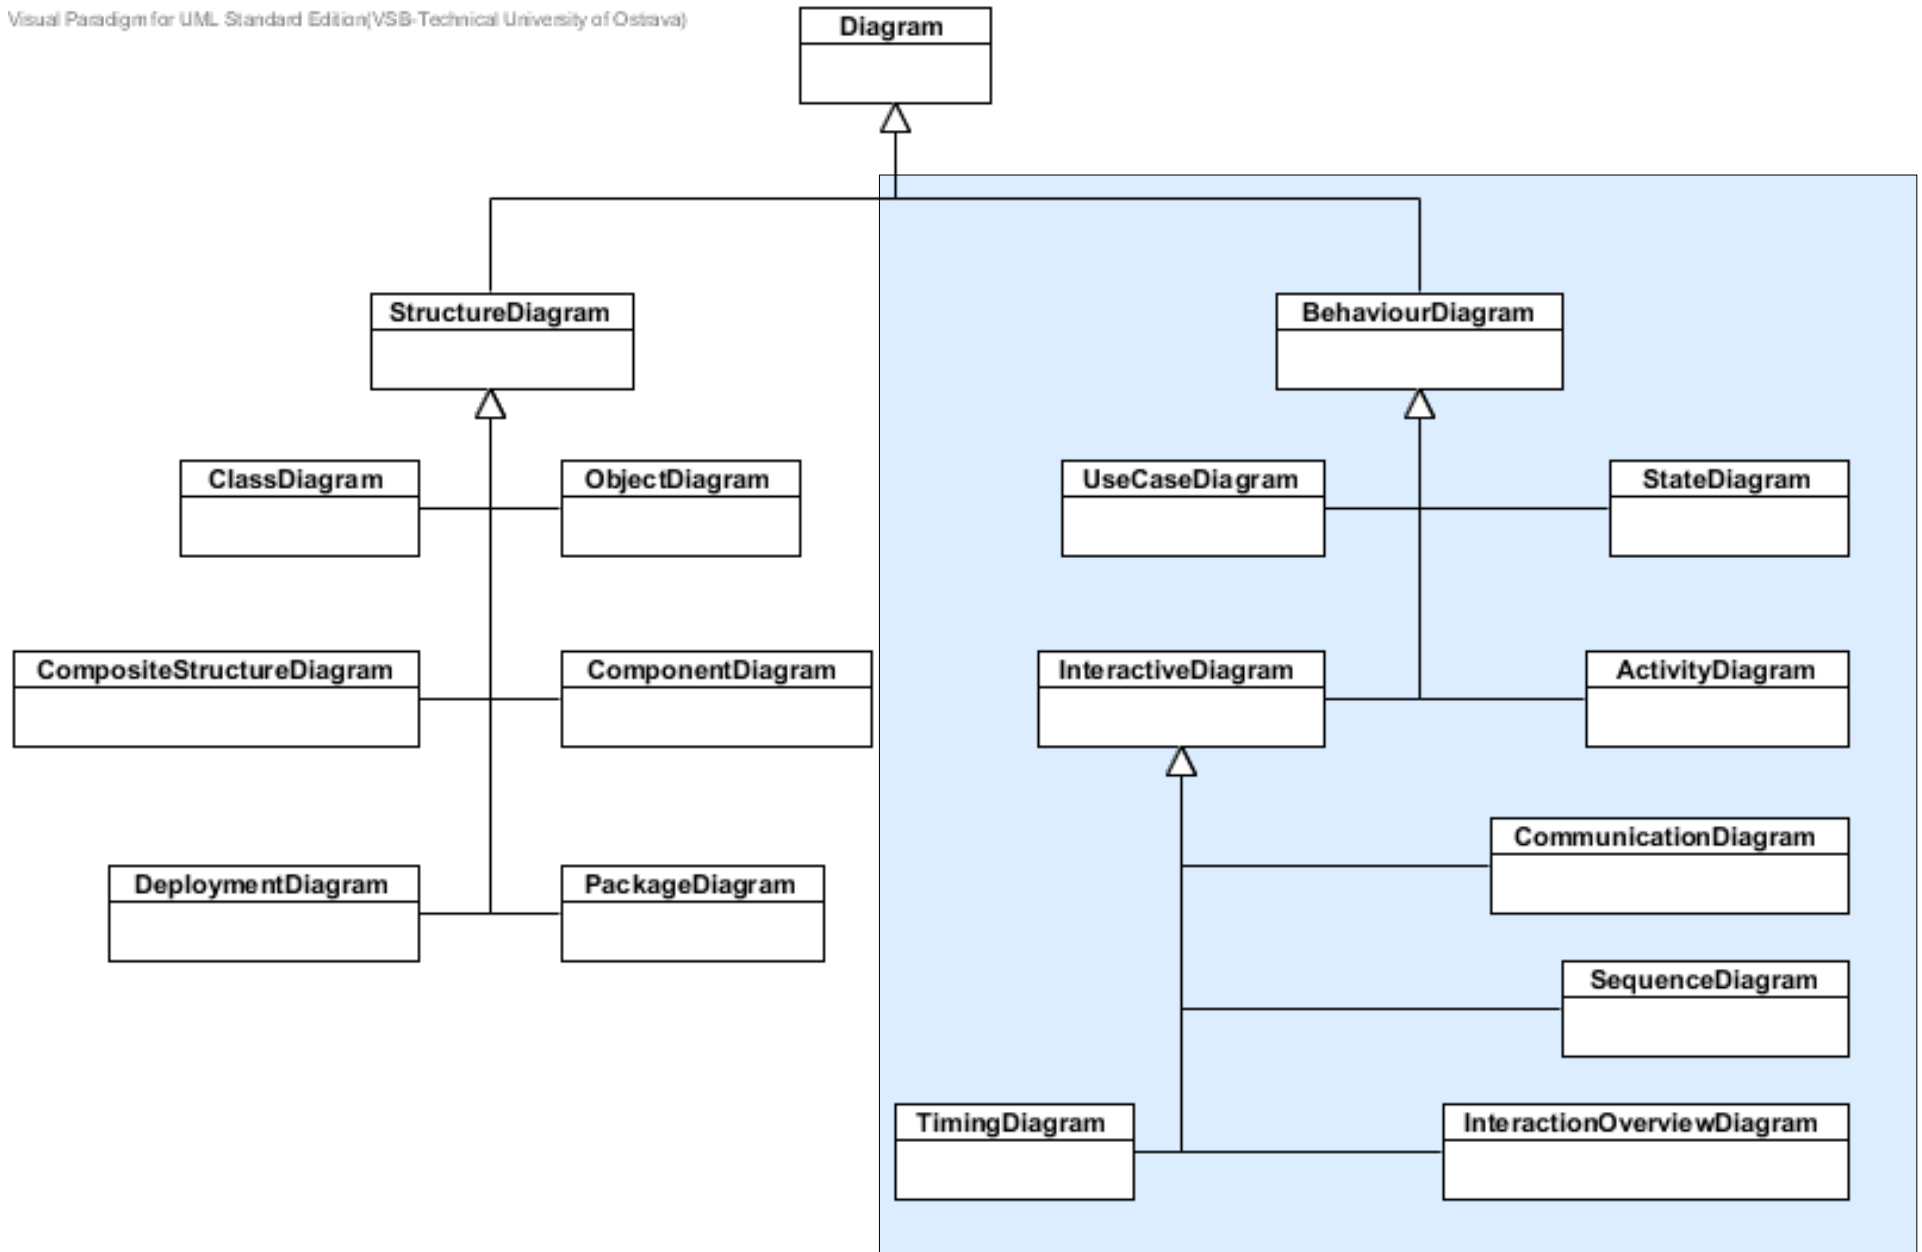 Visual Paradigm for UML Standard Edition(VSB-Technical University of Ostrava)
Diagram
StructureDiagram
BehaviourDiagram
ClassDiagram
ObjectDiagram
UseCaseDiagram
StateDiagram
CompositeStructureDiagram
ComponentDiagram
InteractiveDiagram
ActivityDiagram
CommunicationDiagram
DeploymentDiagram
PackageDiagram
SequenceDiagram
TimingDiagram
InteractionOverviewDiagram